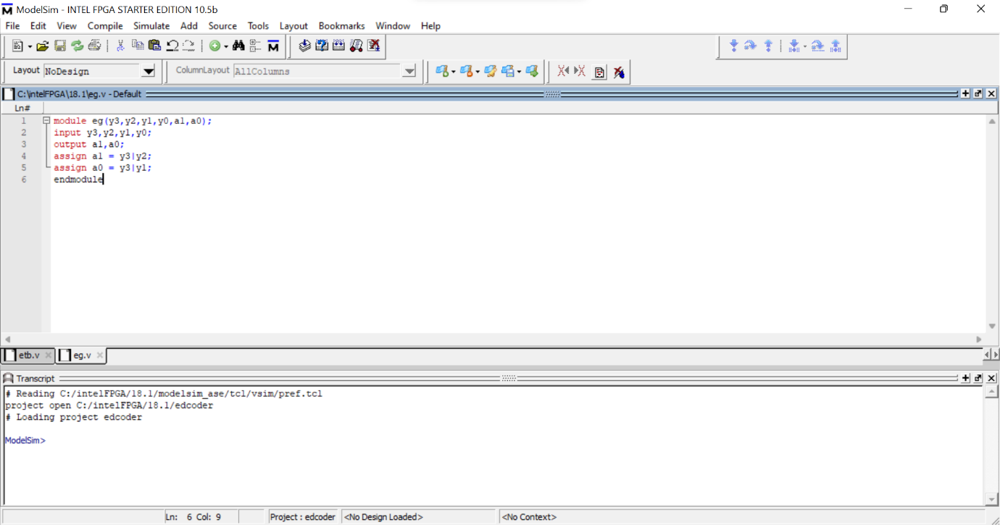 ModelSim - INTEL FPGA STARTER EDITION 10.5b
File Edit View Compile Simulate Add Source Tools Layout Bookmarks Window Help
Layout NoDesign ColumnLayout AllColumns
C:\intelFPGA\18.1\eg.v - Default
Ln#
1 module eg(y3,y2,y1,y0,a1,a0);
2 input y3,y2,y1,y0;
3 output a1,a0;
4 assign a1 = y3|y2;
5 assign a0 = y3|y1;
6 endmodule
etb.v eg.v
Transcript
# Reading C:/intelFPGA/18.1/modelsim_ase/tcl/vsim/pref.tcl
project open C:/intelFPGA/18.1/edcoder
# Loading project edcoder
ModelSim>
Ln: 6 Col: 9 Project : edcoder <No Design Loaded> <No Context>